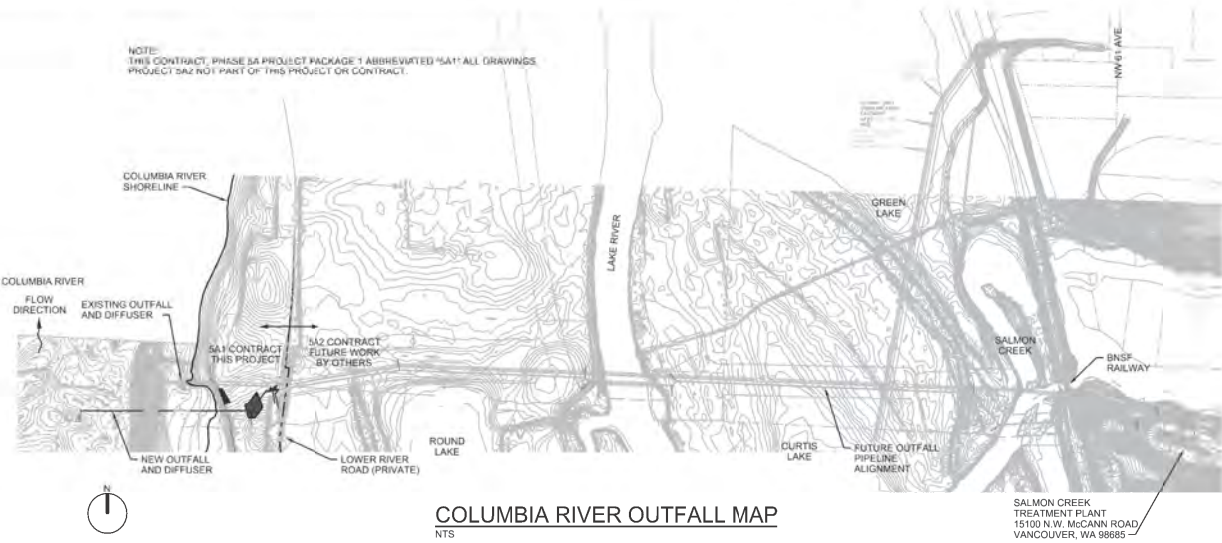 NOTE:
THIS CONTRACT, PHASE 5A PROJECT PACKAGE 1 ABBREVIATED "5A1" ALL DRAWINGS.
PROJECT 5A2 NOT PART OF THIS PROJECT OR CONTRACT.
NW 61 AVE
COLUMBIA RIVER
SHORELINE
GREEN
LAKE
LAKE RIVER
COLUMBIA RIVER
FLOW
DIRECTION
EXISTING OUTFALL
AND DIFFUSER
5A1 CONTRACT
THIS PROJECT
5A2 CONTRACT
FUTURE WORK
BY OTHERS
SALMON
CREEK
BNSF
RAILWAY
NEW OUTFALL
AND DIFFUSER
LOWER RIVER
ROAD (PRIVATE)
ROUND
LAKE
CURTIS
LAKE
FUTURE OUTFALL
PIPELINE
ALIGNMENT
N
COLUMBIA RIVER OUTFALL MAP
NTS
SALMON CREEK
TREATMENT PLANT
15100 N.W. McCANN ROAD
VANCOUVER, WA 98685